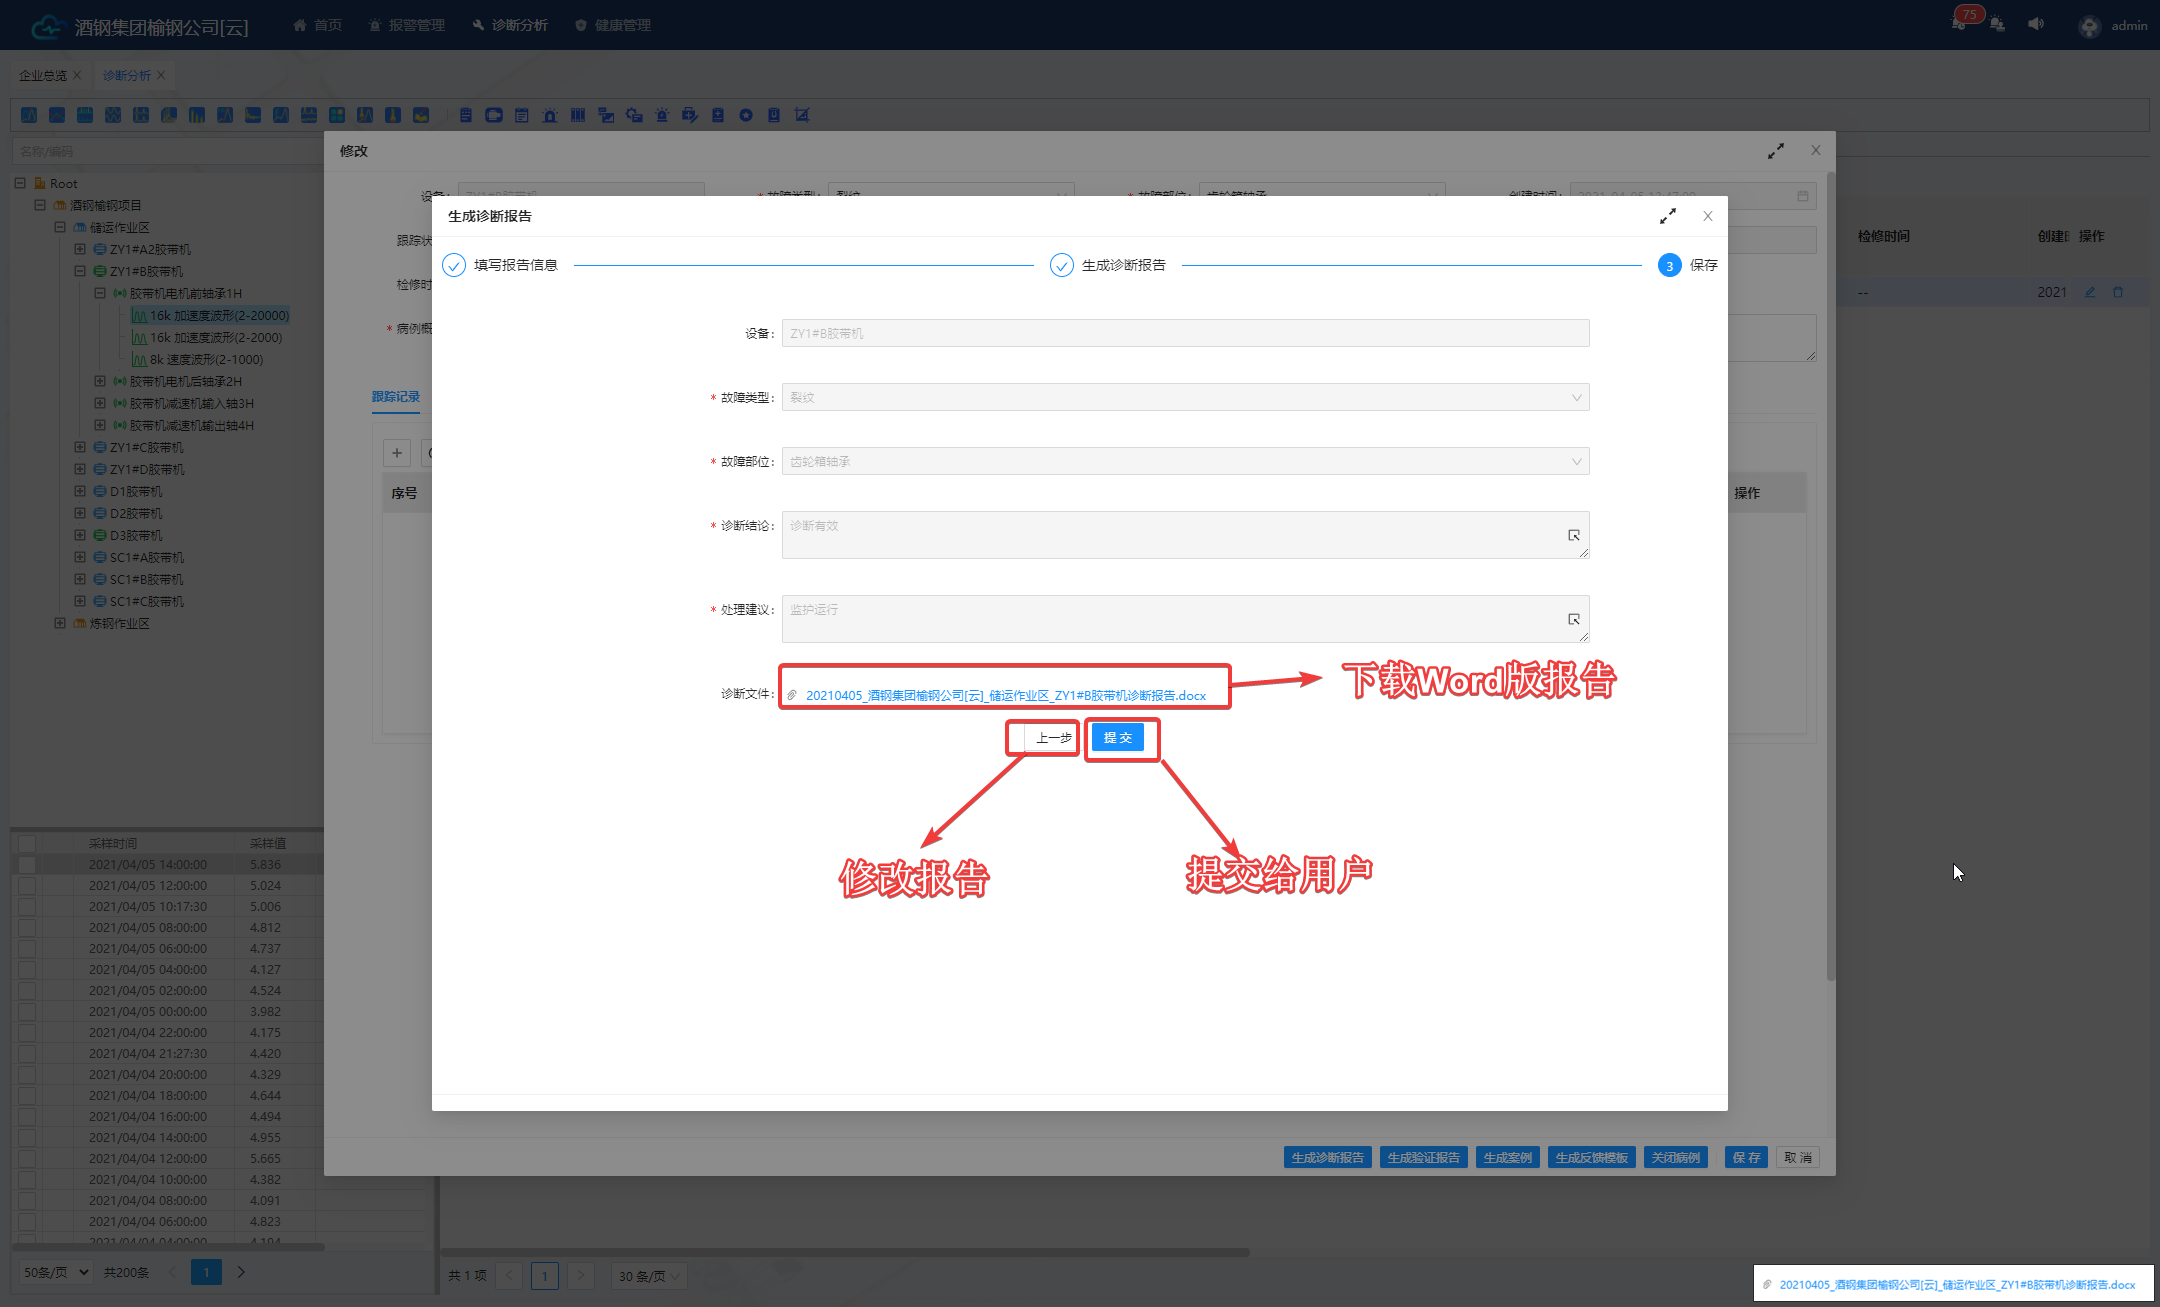 酒钢集团榆钢公司[云]
首页
报警管理
诊断分析
健康管理
75
admin
企业总览
诊断分析
名称/编码
Root
酒钢榆钢项目
储运作业区
ZY1#A2胶带机
ZY1#B胶带机
胶带机电机前轴承1H
16k 加速度波形(2-20000)
16k 加速度波形(2-2000)
8k 速度波形(2-1000)
胶带机电机后轴承2H
胶带机减速机输入轴3H
胶带机减速机输出轴4H
ZY1#C胶带机
ZY1#D胶带机
D1胶带机
D2胶带机
D3胶带机
SC1#A胶带机
SC1#B胶带机
SC1#C胶带机
炼钢作业区
采样时间 采样值
2021/04/05 14:00:00 5.836
2021/04/05 12:00:00 5.024
2021/04/05 10:17:30 5.006
2021/04/05 08:00:00 4.812
2021/04/05 06:00:00 4.737
2021/04/05 04:00:00 4.127
2021/04/05 02:00:00 4.524
2021/04/05 00:00:00 3.982
2021/04/04 22:00:00 4.175
2021/04/04 21:27:30 4.420
2021/04/04 20:00:00 4.329
2021/04/04 18:00:00 4.644
2021/04/04 16:00:00 4.494
2021/04/04 14:00:00 4.955
2021/04/04 12:00:00 5.665
2021/04/04 10:00:00 4.382
2021/04/04 08:00:00 4.091
2021/04/04 06:00:00 4.823
2021/04/04 04:00:00 4.194
50条/页 共200条 1
修改
设备: ZY1#B胶带机 * 故障类型: 裂纹 * 故障部位: 齿轮箱轴承 创建时间: 2021-04-05 13:47:00
跟踪状
检修时
* 病例概
跟踪记录
序号
操作
检修时间 创建时 操作
-- 2021
生成诊断报告
填写报告信息
生成诊断报告
3 保存
设备: ZY1#B胶带机
* 故障类型: 裂纹
* 故障部位: 齿轮箱轴承
* 诊断结论: 诊断有效
* 处理建议: 监护运行
诊断文件: 20210405_酒钢集团榆钢公司[云]_储运作业区_ZY1#B胶带机诊断报告.docx
下载Word版报告
上一步 提 交
修改报告
提交给用户
生成诊断报告 生成验证报告 生成案例 生成反馈模板 关闭病例 保 存 取 消
共 1 项 1 30 条/页
20210405_酒钢集团榆钢公司[云]_储运作业区_ZY1#B胶带机诊断报告.docx